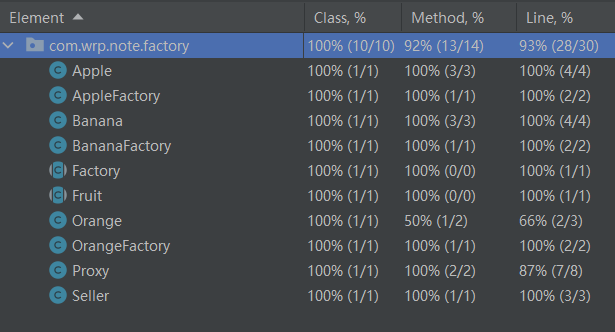 Element Class, % Method, % Line, %
com.wrp.note.factory 100% (10/10) 92% (13/14) 93% (28/30)
Apple 100% (1/1) 100% (3/3) 100% (4/4)
AppleFactory 100% (1/1) 100% (1/1) 100% (2/2)
Banana 100% (1/1) 100% (3/3) 100% (4/4)
BananaFactory 100% (1/1) 100% (1/1) 100% (2/2)
Factory 100% (1/1) 100% (0/0) 100% (1/1)
Fruit 100% (1/1) 100% (0/0) 100% (1/1)
Orange 100% (1/1) 50% (1/2) 66% (2/3)
OrangeFactory 100% (1/1) 100% (1/1) 100% (2/2)
Proxy 100% (1/1) 100% (2/2) 87% (7/8)
Seller 100% (1/1) 100% (1/1) 100% (3/3)